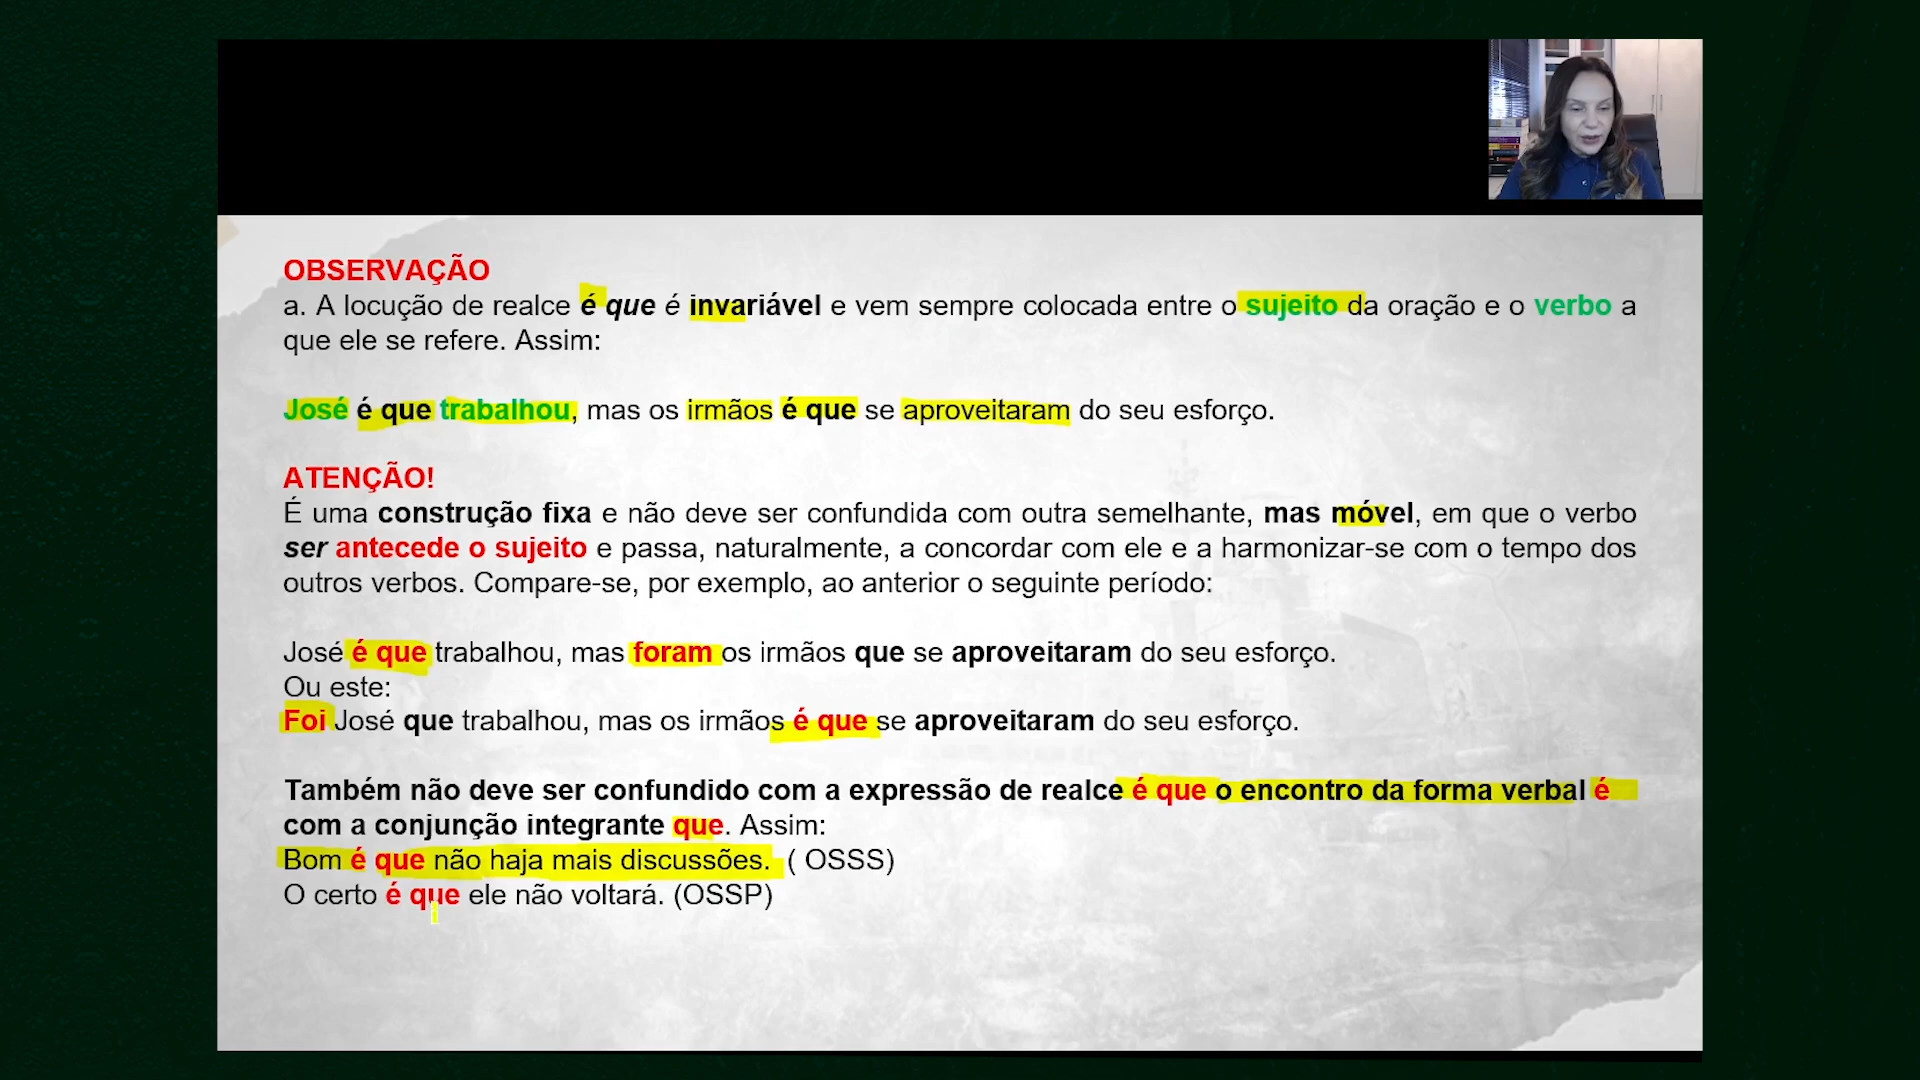 OBSERVAÇÃO
a. A locução de realce é que é invariável e vem sempre colocada entre o sujeito da oração e o verbo a
que ele se refere. Assim:
José é que trabalhou, mas os irmãos é que se aproveitaram do seu esforço.
ATENÇÃO!
É uma construção fixa e não deve ser confundida com outra semelhante, mas móvel, em que o verbo
ser antecede o sujeito e passa, naturalmente, a concordar com ele e a harmonizar-se com o tempo dos
outros verbos. Compare-se, por exemplo, ao anterior o seguinte período:
José é que trabalhou, mas foram os irmãos que se aproveitaram do seu esforço.
Ou este:
Foi José que trabalhou, mas os irmãos é que se aproveitaram do seu esforço.
Também não deve ser confundido com a expressão de realce é que o encontro da forma verbal é
com a conjunção integrante que. Assim:
Bom é que não haja mais discussões. ( OSSS)
O certo é que ele não voltará. (OSSP)